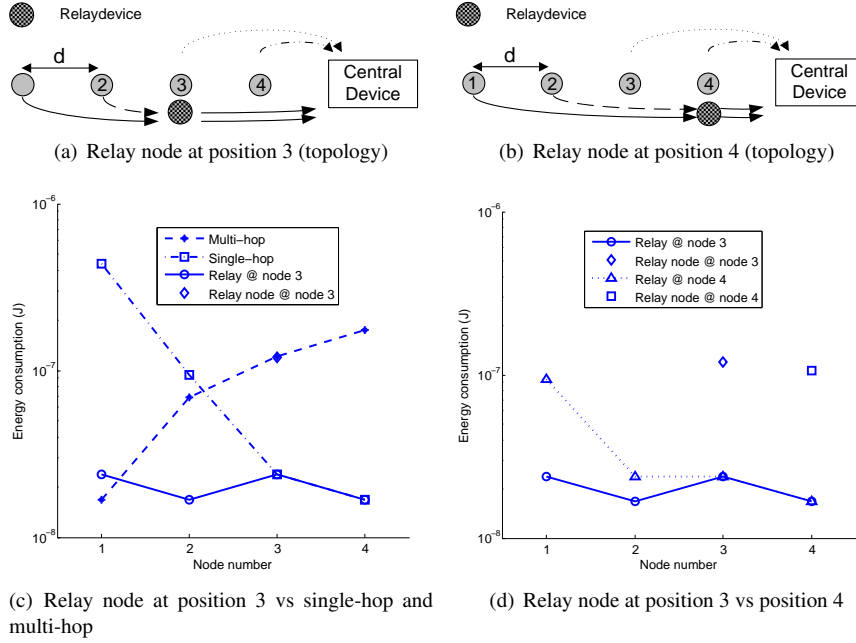 Relaydevice
d
2
3
4
Central
Device
(a) Relay node at position 3 (topology)
Relaydevice
d
1
2
3
4
Central
Device
(b) Relay node at position 4 (topology)
10⁻⁶
10⁻⁷
10⁻⁸
Energy consumption (J)
Multi−hop
Single−hop
Relay @ node 3
Relay node @ node 3
1
2
3
4
Node number
(c) Relay node at position 3 vs single-hop and
multi-hop
10⁻⁶
10⁻⁷
10⁻⁸
Energy consumption (J)
Relay @ node 3
Relay node @ node 3
Relay @ node 4
Relay node @ node 4
1
2
3
4
Node number
(d) Relay node at position 3 vs position 4